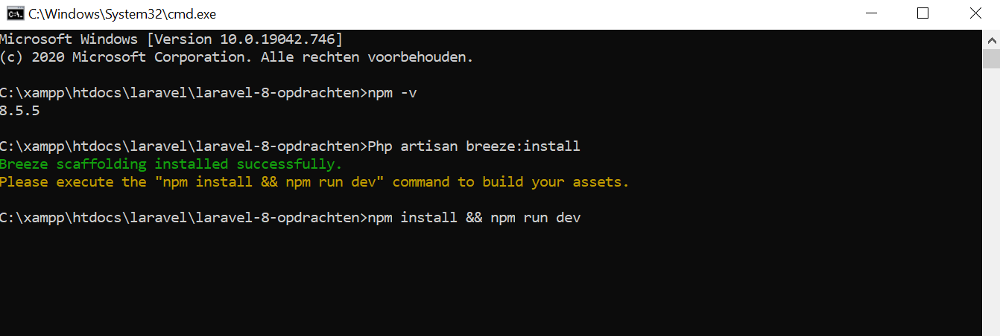 C:\Windows\System32\cmd.exe
Microsoft Windows [Version 10.0.19042.746]
(c) 2020 Microsoft Corporation. Alle rechten voorbehouden.
C:\xampp\htdocs\laravel\laravel-8-opdrachten>npm -v
8.5.5
C:\xampp\htdocs\laravel\laravel-8-opdrachten>Php artisan breeze:install
Breeze scaffolding installed successfully.
Please execute the "npm install && npm run dev" command to build your assets.
C:\xampp\htdocs\laravel\laravel-8-opdrachten>npm install && npm run dev